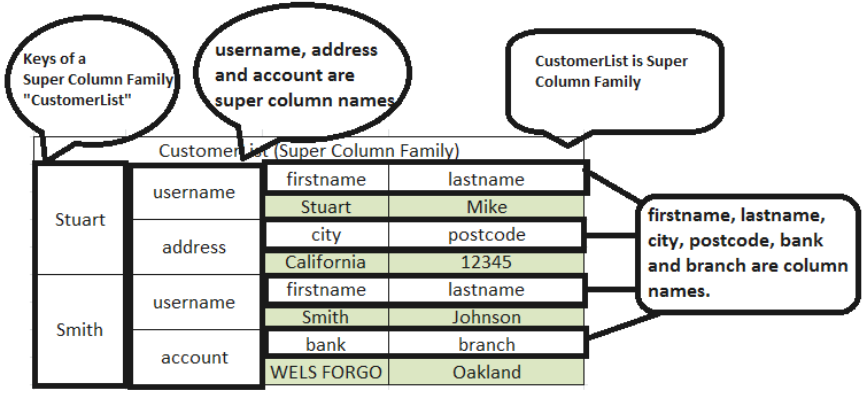 Keys of a
Super Column Family
"CustomerList"
username, address
and account are
super column names
CustomerList is Super
Column Family
CustomerList (Super Column Family)
Stuart
username
firstname lastname
Stuart Mike
address
city postcode
California 12345
Smith
username
firstname lastname
Smith Johnson
account
bank branch
WELS FORGO Oakland
firstname, lastname,
city, postcode, bank
and branch are column
names.